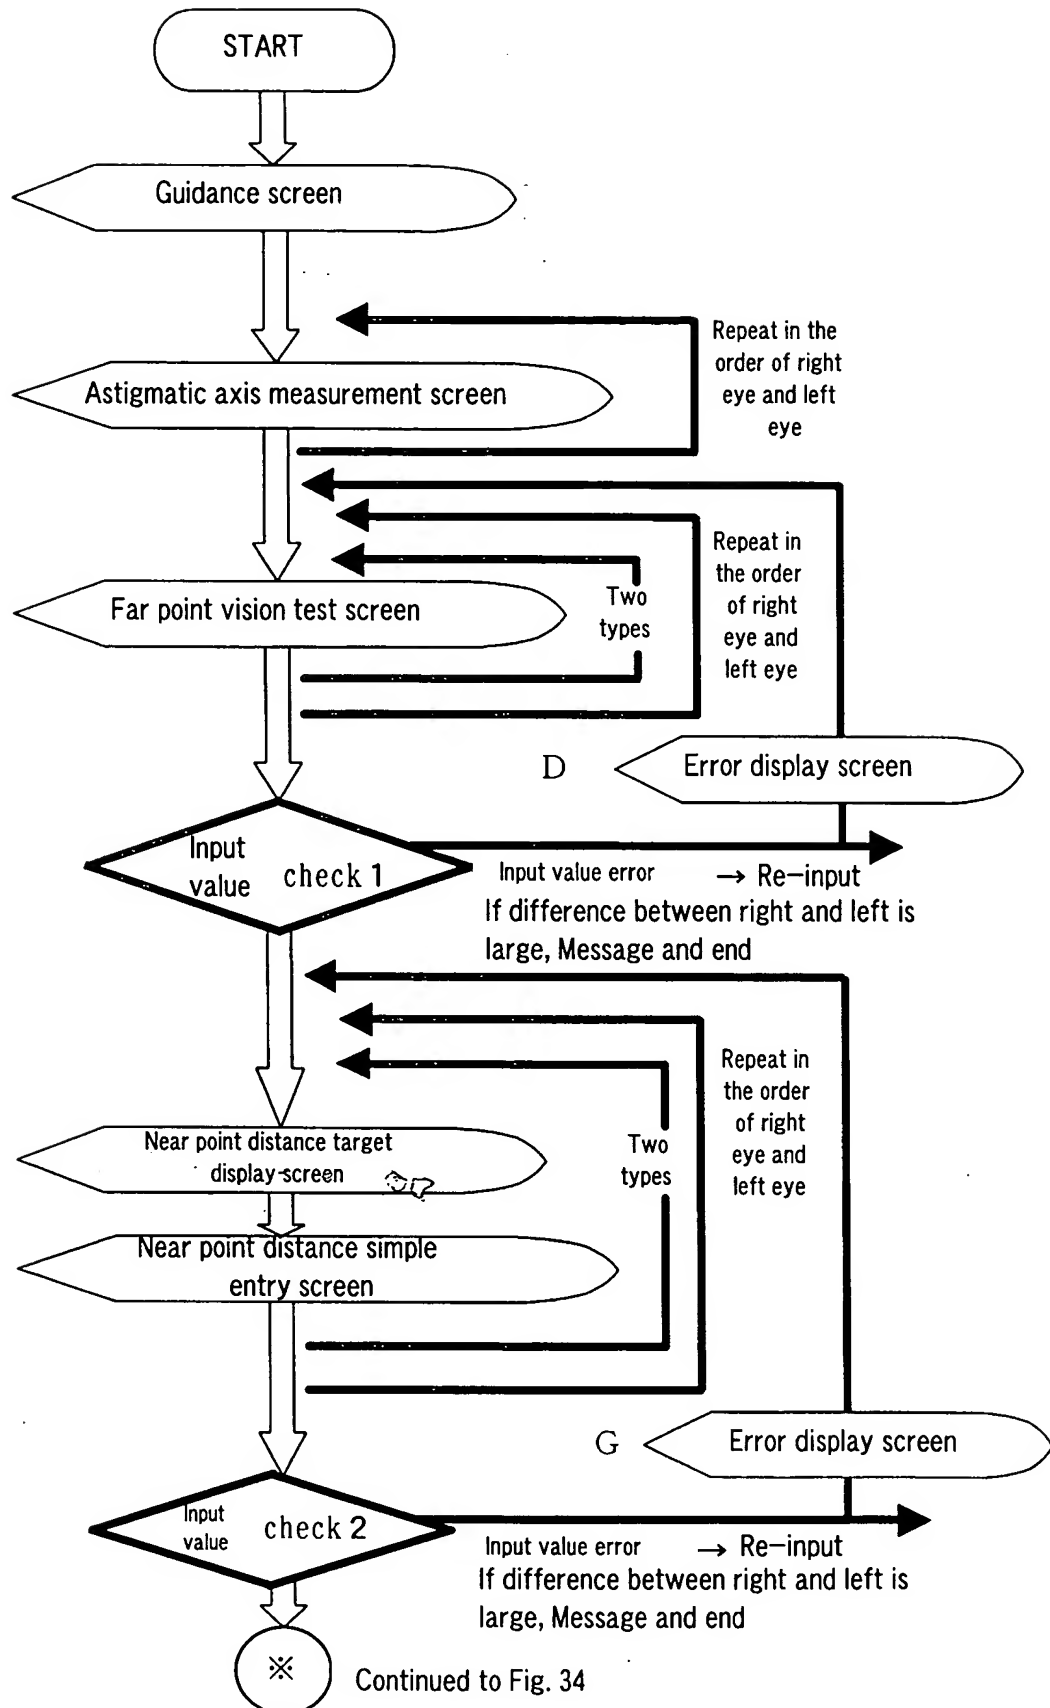 START
Guidance screen
Repeat in the
order of right
eye and left
eye
Astigmatic axis measurement screen
Repeat in
the order
of right
eye and
left eye
Two
types
Far point vision test screen
D
Error display screen
Input
value
check 1
Input value error → Re-input
If difference between right and left is
large, Message and end
Repeat in
the order
of right
eye and
left eye
Two
types
Near point distance target
display-screen
Near point distance simple
entry screen
G
Error display screen
Input
value
check 2
Input value error → Re-input
If difference between right and left is
large, Message and end
※
Continued to Fig. 34